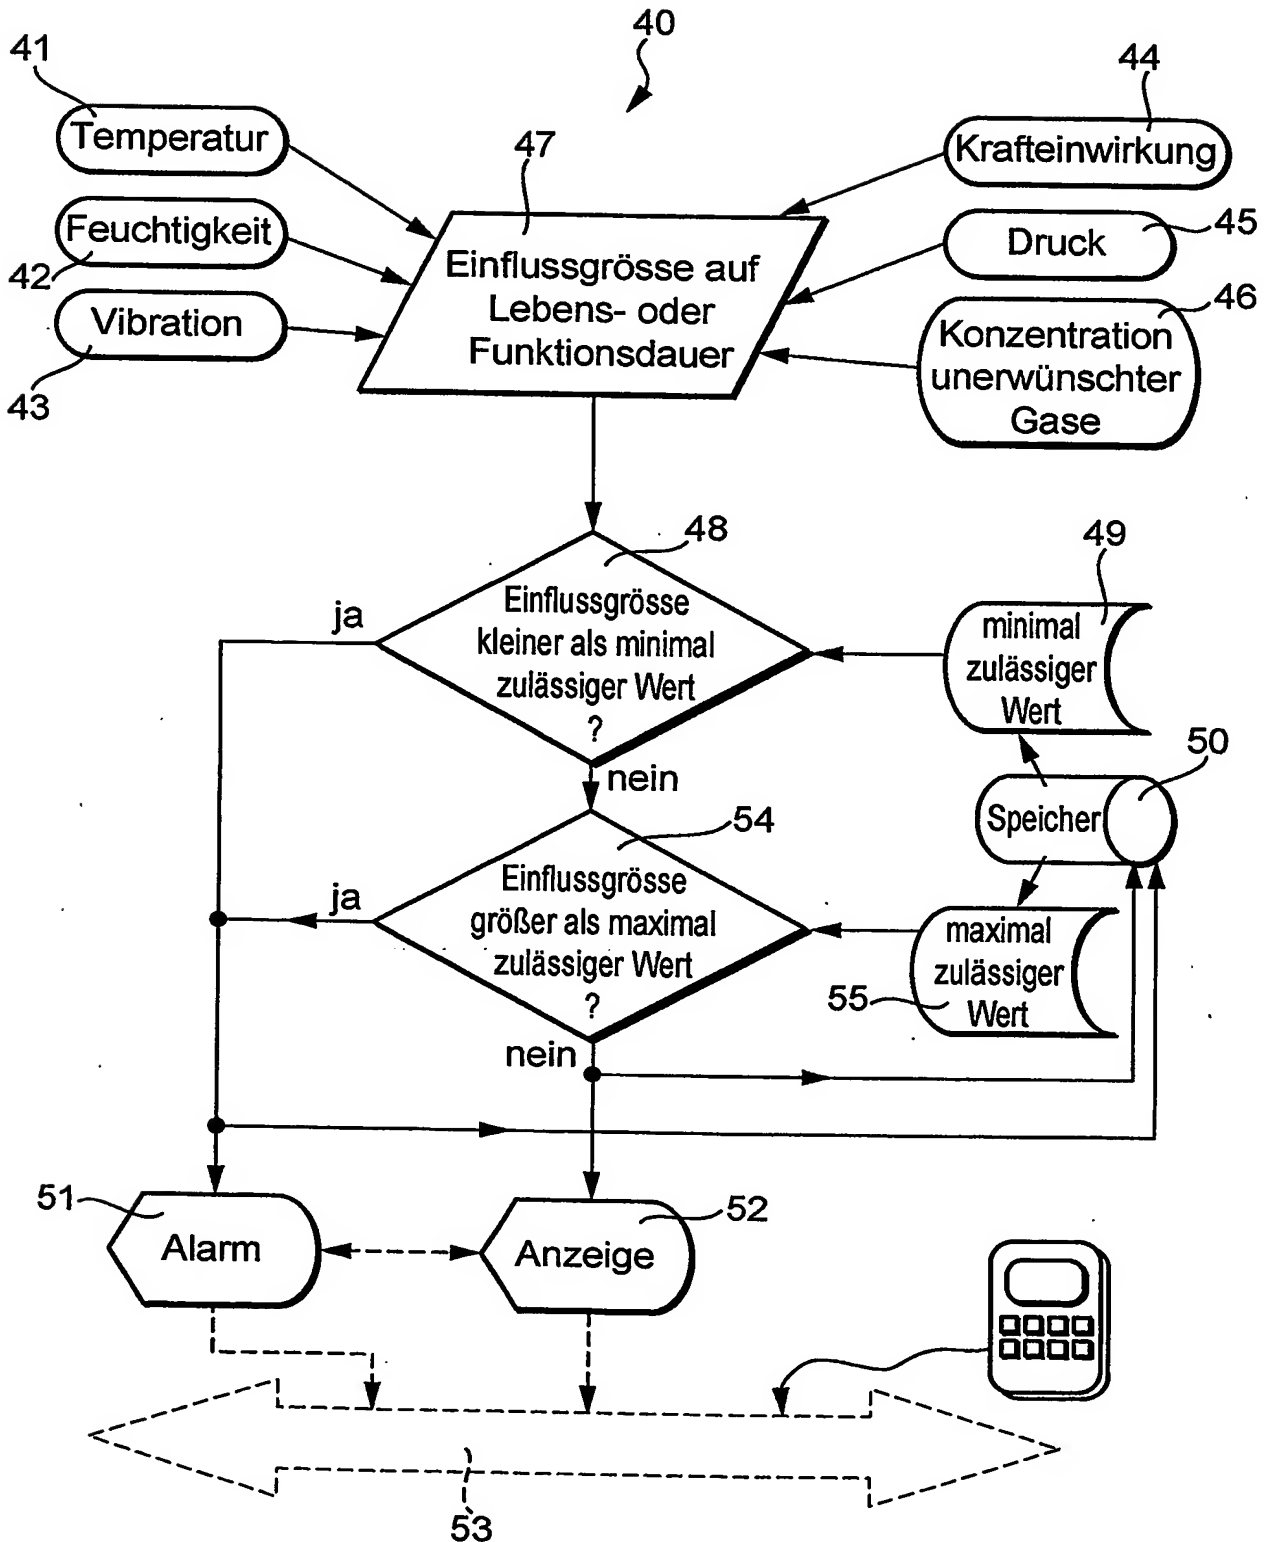 40
41
Temperatur
Feuchtigkeit
42
Vibration
43
44
Krafteinwirkung
Druck
45
46
Konzentration
unerwünschter
Gase
47
Einflussgrösse auf
Lebens- oder
Funktionsdauer
48
Einflussgrösse
kleiner als minimal
zulässiger Wert
?
ja
nein
49
minimal
zulässiger
Wert
50
Speicher
54
Einflussgrösse
größer als maximal
zulässiger Wert
?
ja
nein
maximal
zulässiger
Wert
55
51
Alarm
52
Anzeige
53